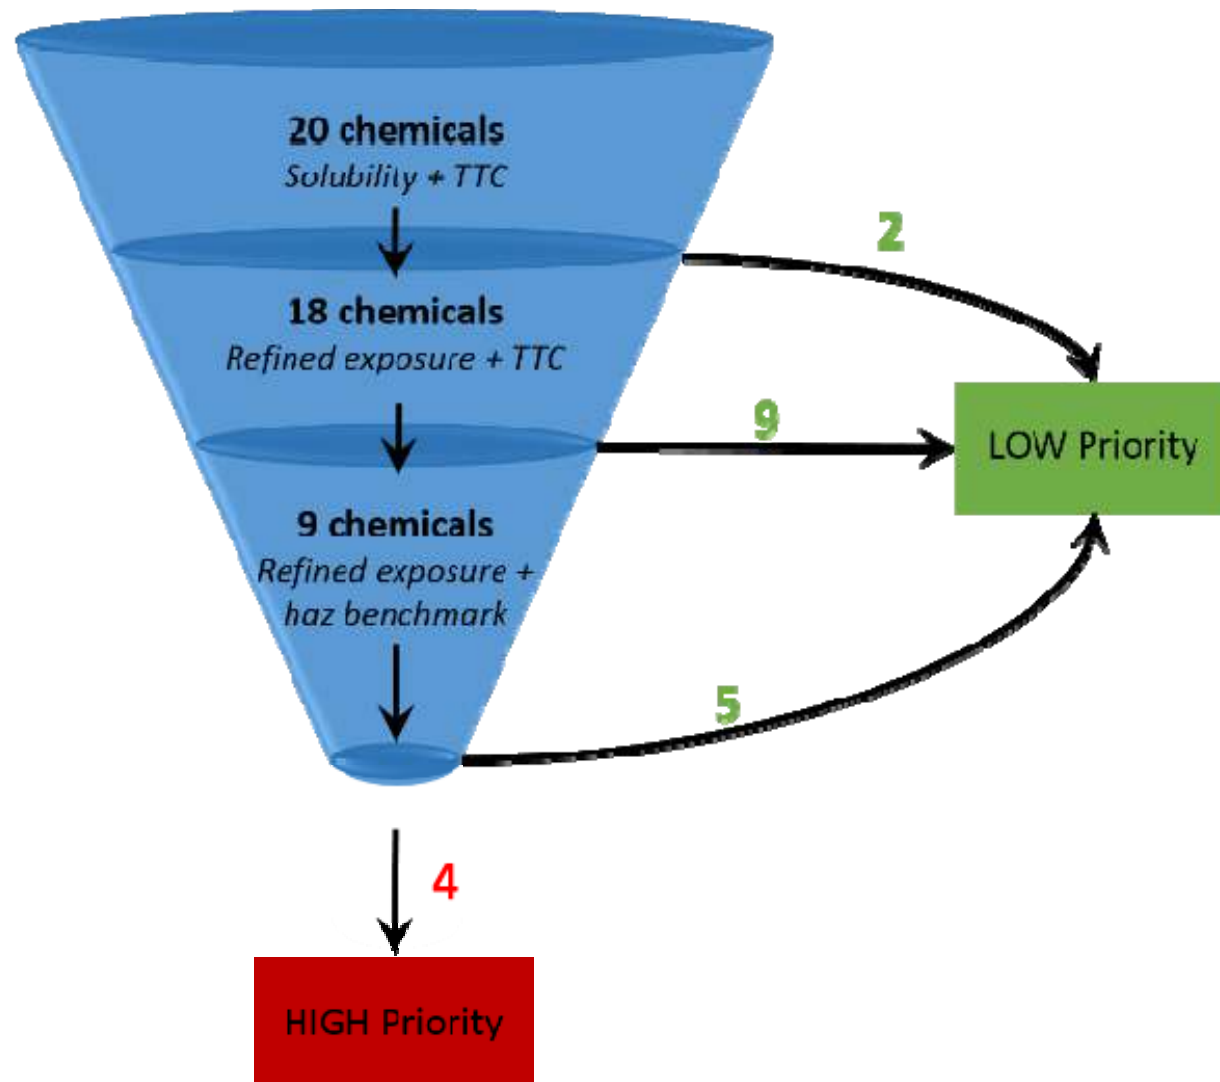 20 chemicals
Solubility + TTC
2
18 chemicals
Refined exposure + TTC
9
LOW Priority
9 chemicals
Refined exposure +
haz benchmark
5
4
HIGH Priority